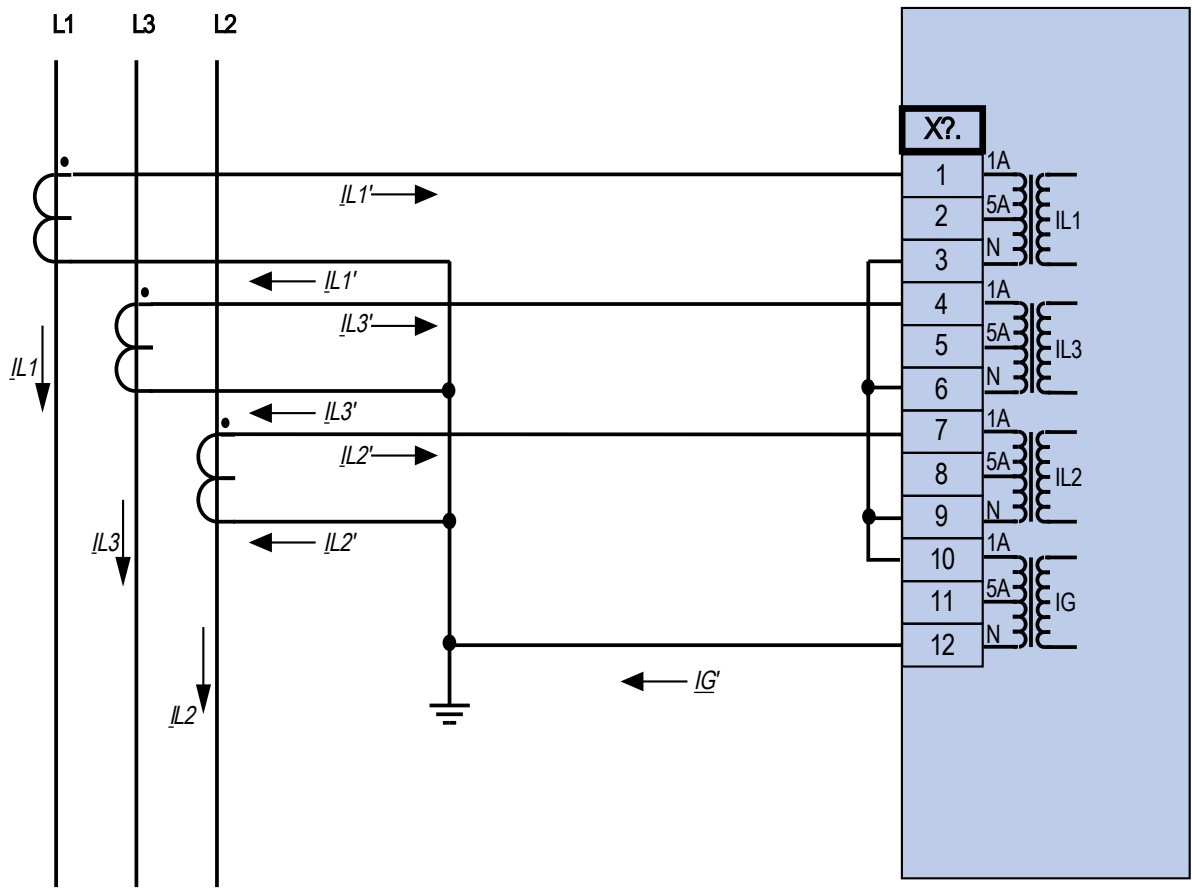 L1 L3 L2
X?.
1 1A
IL1'
2 5A IL1
3 N
IL1'
4 1A
IL3'
5 5A IL3
IL1
6 N
IL3'
7 1A
IL2'
8 5A IL2
9 N
IL3
IL2'
10 1A
11 5A IG
12 N
IG'
IL2